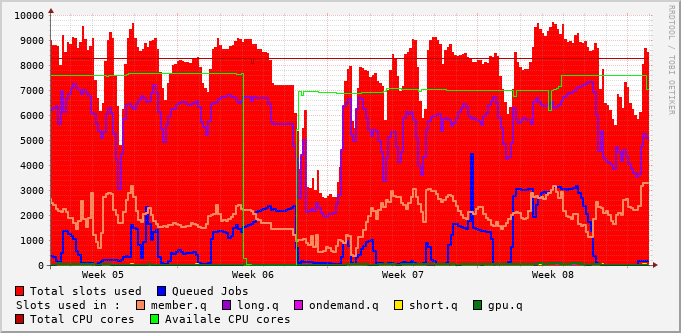 10000
9000
8000
7000
6000
5000
4000
3000
2000
1000
0
Week 05 Week 06 Week 07 Week 08
RRDTOOL / TOBI OETIKER
Total slots used Queued Jobs
Slots used in : member.q long.q ondemand.q short.q gpu.q
Total CPU cores Availale CPU cores